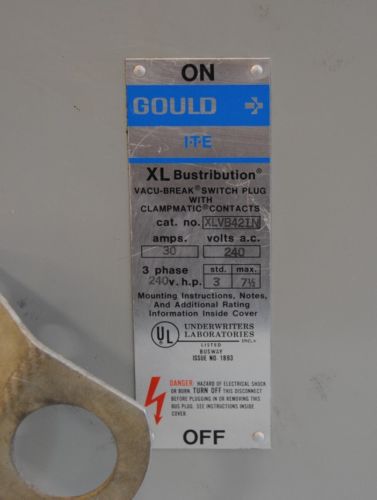 ON
GOULD
ITE
XL Bustribution®
VACU-BREAK® SWITCH PLUG
WITH
CLAMPMATIC® CONTACTS
cat. no. XLVB421N
amps. volts a.c.
30 240
3 phase std. max.
240v. h.p. 3 7½
Mounting Instructions, Notes,
And Additional Rating
Information Inside Cover
UL UNDERWRITERS
LABORATORIES
INC.®
LISTED
BUSWAY
ISSUE NO. 1993
DANGER: HAZARD OF ELECTRICAL SHOCK
OR BURN. TURN OFF THIS DISCONNECT
BEFORE PLUGGING IN OR REMOVING THIS
BUS PLUG. SEE INSTRUCTIONS INSIDE
COVER.
OFF